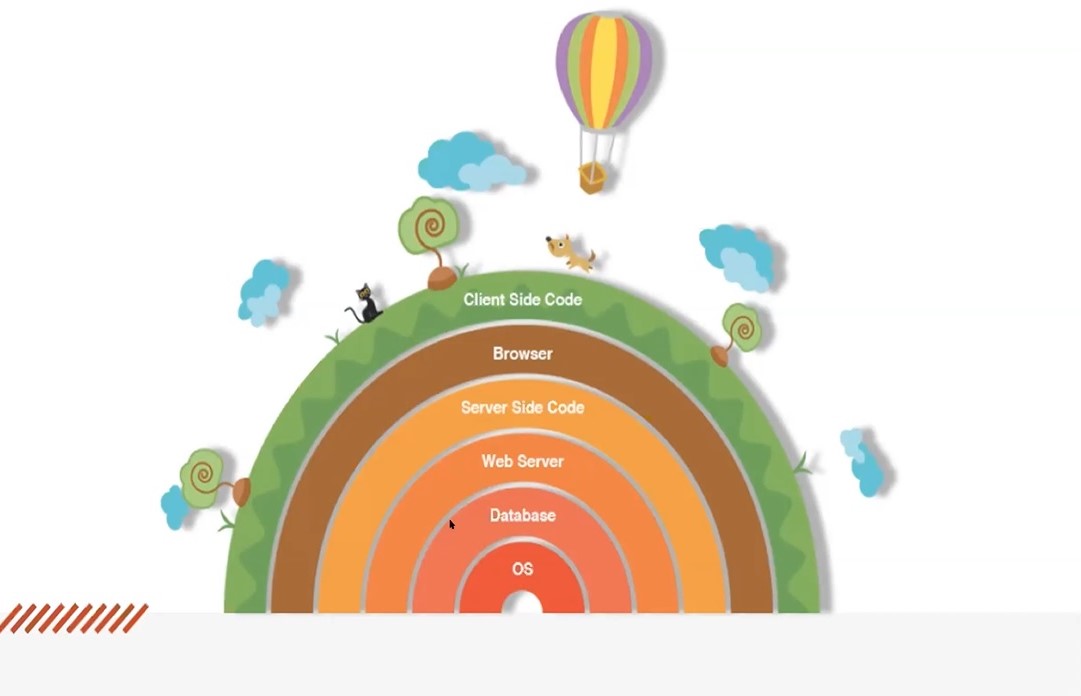 Client Side Code
Browser
Server Side Code
Web Server
Database
OS